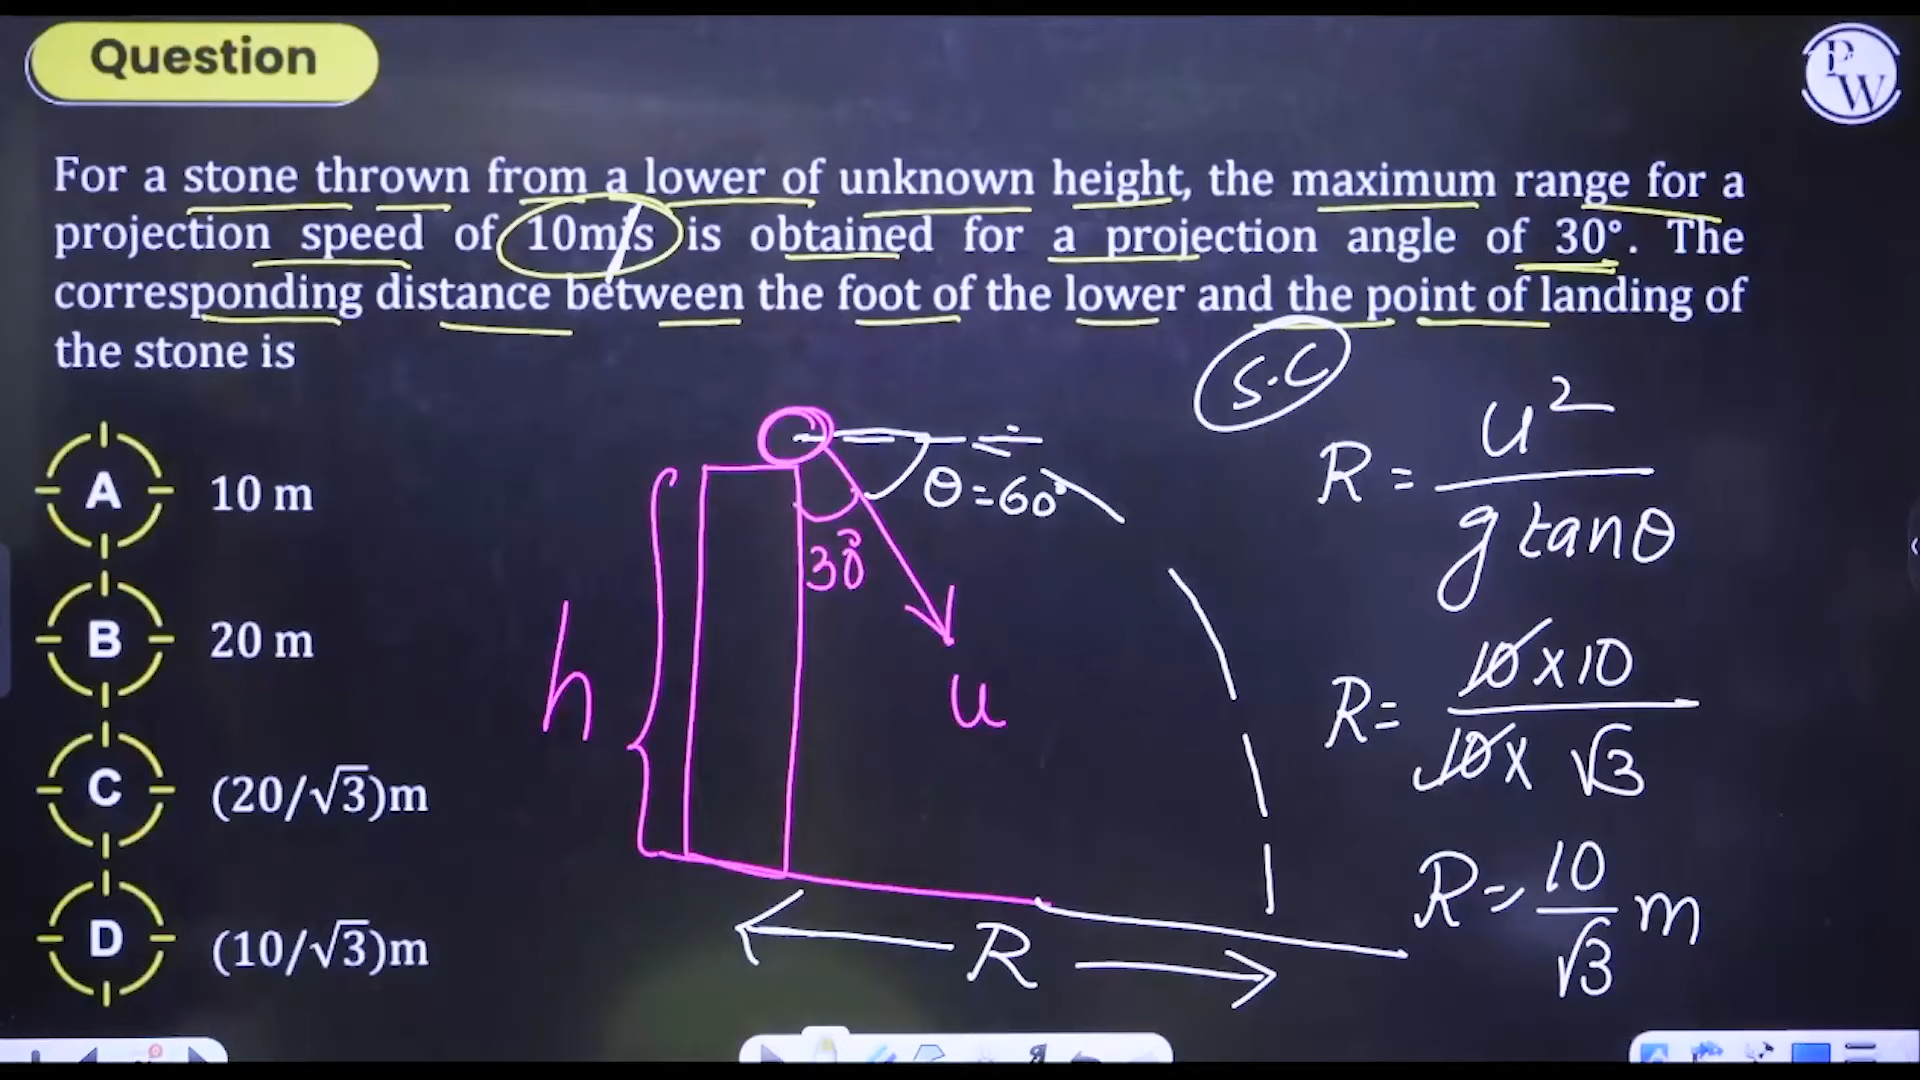 Question
PW
For a stone thrown from a lower of unknown height, the maximum range for a
projection speed of 10m/s is obtained for a projection angle of 30°. The
corresponding distance between the foot of the lower and the point of landing of
the stone is
S.C
A 10 m
B 20 m
C (20/√3)m
D (10/√3)m
θ=60°
30°
h
u
R
R = u²/g tanθ
R = 10×10/10× √3
R = 10/√3 m